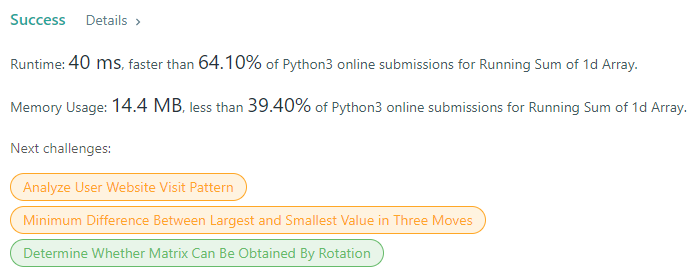 Success Details >
Runtime: 40 ms, faster than 64.10% of Python3 online submissions for Running Sum of 1d Array.
Memory Usage: 14.4 MB, less than 39.40% of Python3 online submissions for Running Sum of 1d Array.
Next challenges:
Analyze User Website Visit Pattern
Minimum Difference Between Largest and Smallest Value in Three Moves
Determine Whether Matrix Can Be Obtained By Rotation